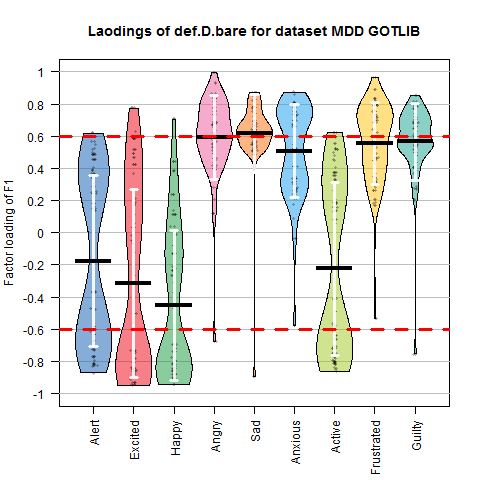 Laodings of def.D.bare for dataset MDD GOTLIB
Factor loading of F1
1
0.8
0.6
0.4
0.2
0
-0.2
-0.4
-0.6
-0.8
-1
Alert
Excited
Happy
Angry
Sad
Anxious
Active
Frustrated
Guilty